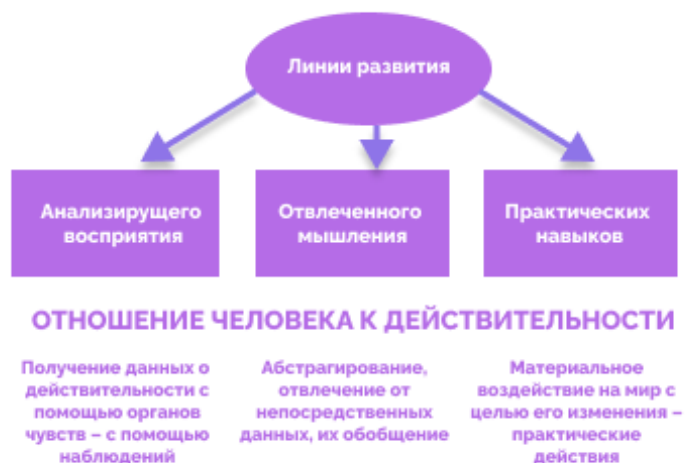 Линии развития
Анализирущего
восприятия
Отвлеченного
мышления
Практических
навыков
ОТНОШЕНИЕ ЧЕЛОВЕКА К ДЕЙСТВИТЕЛЬНОСТИ
Получение данных о
действительности с
помощью органов
чувств – с помощью
наблюдений
Абстрагирование,
отвлечение от
непосредственных
данных, их обобщение
Материальное
воздействие на мир с
целью его изменения –
практические
действия